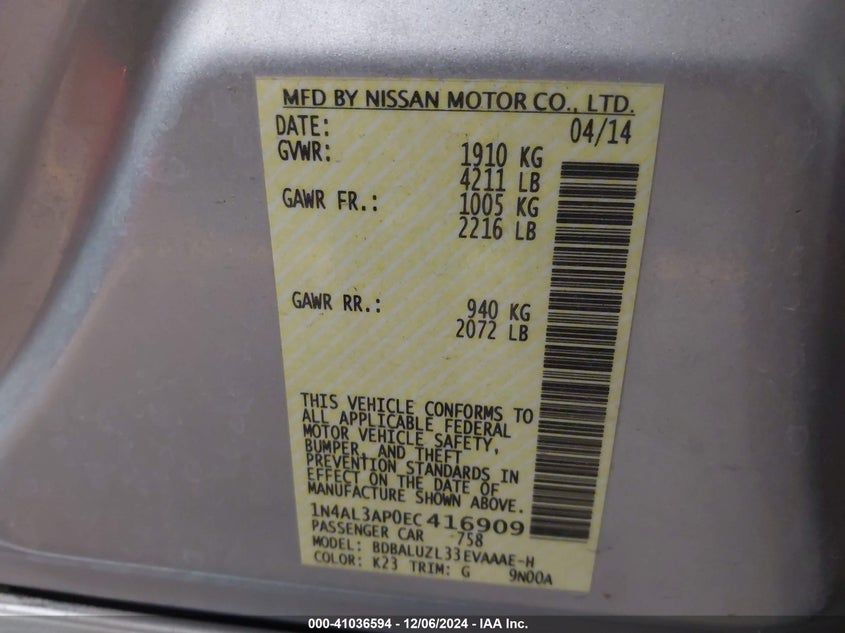 MFD BY NISSAN MOTOR CO., LTD.
DATE: 04/14
GVWR: 1910 KG
4211 LB
GAWR FR.: 1005 KG
2216 LB
GAWR RR.: 940 KG
2072 LB
THIS VEHICLE CONFORMS TO
ALL APPLICABLE FEDERAL
MOTOR VEHICLE SAFETY,
BUMPER, AND THEFT
PREVENTION STANDARDS IN
EFFECT ON THE DATE OF
MANUFACTURE SHOWN ABOVE.
1N4AL3AP0EC416909
PASSENGER CAR 758
MODEL: BDBALUZL33EVAAAE-H
COLOR: K23 TRIM: G 9N00A
000-41036594 - 12/06/2024 - IAA Inc.